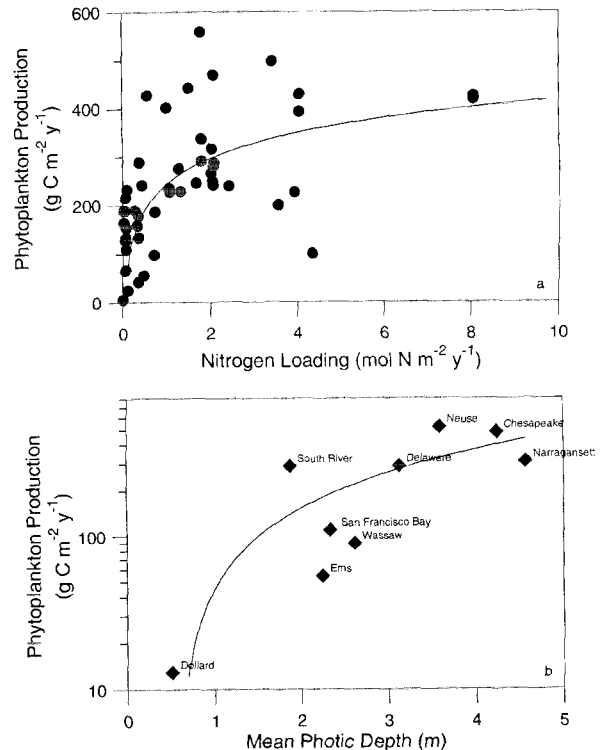 600
400
200
0
Phytoplankton Production
(g C m⁻² y⁻¹)
0 2 4 6 8 10
a
Nitrogen Loading (mol N m⁻² y⁻¹)
100
10
Phytoplankton Production
(g C m⁻² y⁻¹)
Neuse
Chesapeake
South River
Delaware
Narragansett
San Francisco Bay
Wassaw
Ems
Dollard
b
0 1 2 3 4 5
Mean Photic Depth (m)